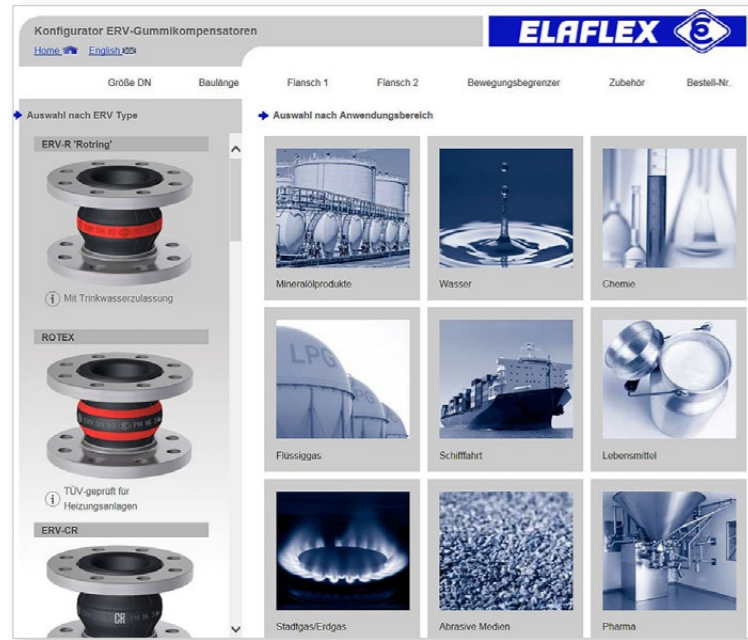 Konfigurator ERV-Gummikompensatoren
Home English
ELAFLEX
Größe DN Baulänge Flansch 1 Flansch 2 Bewegungsbegrenzer Zubehör Bestell-Nr.
Auswahl nach ERV Type
ERV-R 'Rotring'
Mit Trinkwasserzulassung
ROTEX
TÜV-geprüft für
Heizungsanlagen
ERV-CR
CR
Auswahl nach Anwendungsbereich
Mineralölprodukte
Wasser
Chemie
LPG
Flüssiggas
Schifffahrt
Lebensmittel
Stadtgas/Erdgas
Abrasive Medien
Pharma